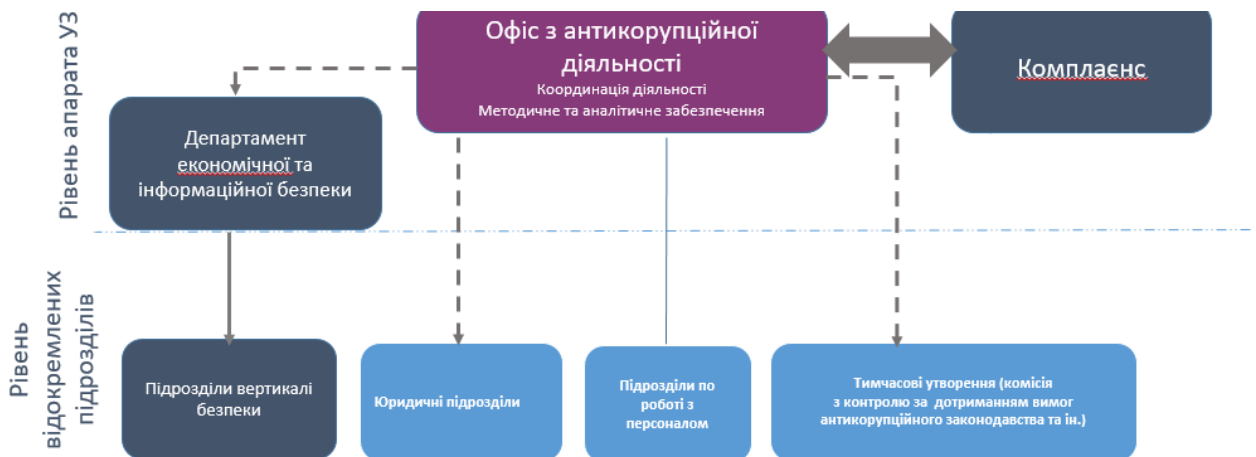 Рівень апарата УЗ
Офіс з антикорупційної
діяльності
Координація діяльності
Методичне та аналітичне забезпечення
Комплаєнс
Департамент
економічної та
інформаційної безпеки
Рівень
відокремлених
підрозділів
Підрозділи вертикалі
безпеки
Юридичні підрозділи
Підрозділи по
роботі з
персоналом
Тимчасові утворення (комісія
з контролю за дотриманням вимог
антикорупційного законодавства та ін.)